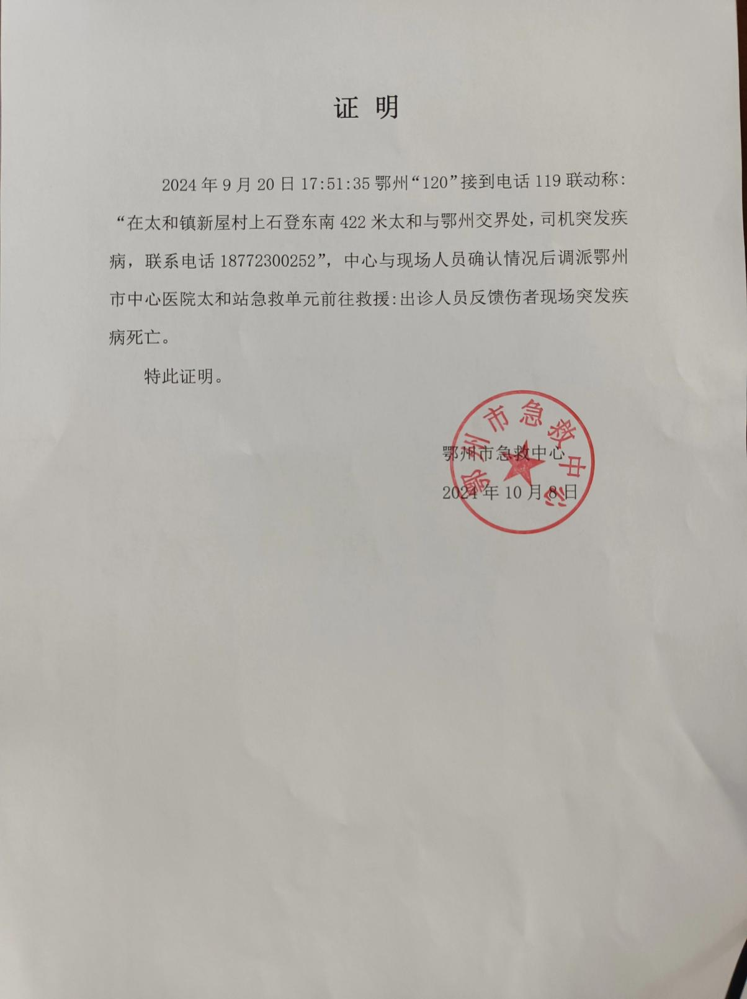 证 明
2024 年 9 月 20 日 17:51:35 鄂州“120”接到电话 119 联动称:
“在太和镇新屋村上石登东南 422 米太和与鄂州交界处, 司机突发疾
病, 联系电话 18772300252”, 中心与现场人员确认情况后调派鄂州
市中心医院太和站急救单元前往救援: 出诊人员反馈伤者现场突发疾
病死亡。
特此证明。
鄂州市急救中心
2024 年 10 月 8 日
鄂州市急救中心